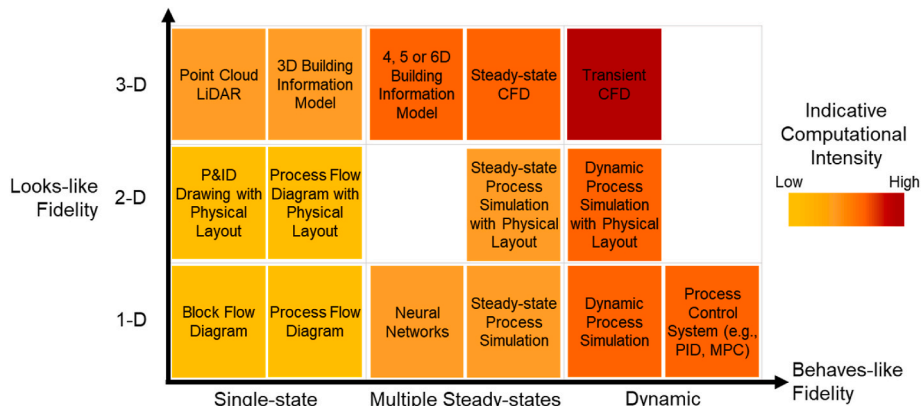 3-D
Point Cloud
LiDAR
3D Building
Information
Model
4, 5 or 6D
Building
Information
Model
Steady-state
CFD
Transient
CFD
Indicative
Computational
Intensity
Low
High
Looks-like
Fidelity
2-D
P&ID
Drawing with
Physical
Layout
Process Flow
Diagram with
Physical
Layout
Steady-state
Process
Simulation
with Physical
Layout
Dynamic
Process
Simulation
with Physical
Layout
1-D
Block Flow
Diagram
Process Flow
Diagram
Neural
Networks
Steady-state
Process
Simulation
Dynamic
Process
Simulation
Process
Control
System (e.g.,
PID, MPC)
Behaves-like
Fidelity
Single-state
Multiple Steady-states
Dynamic